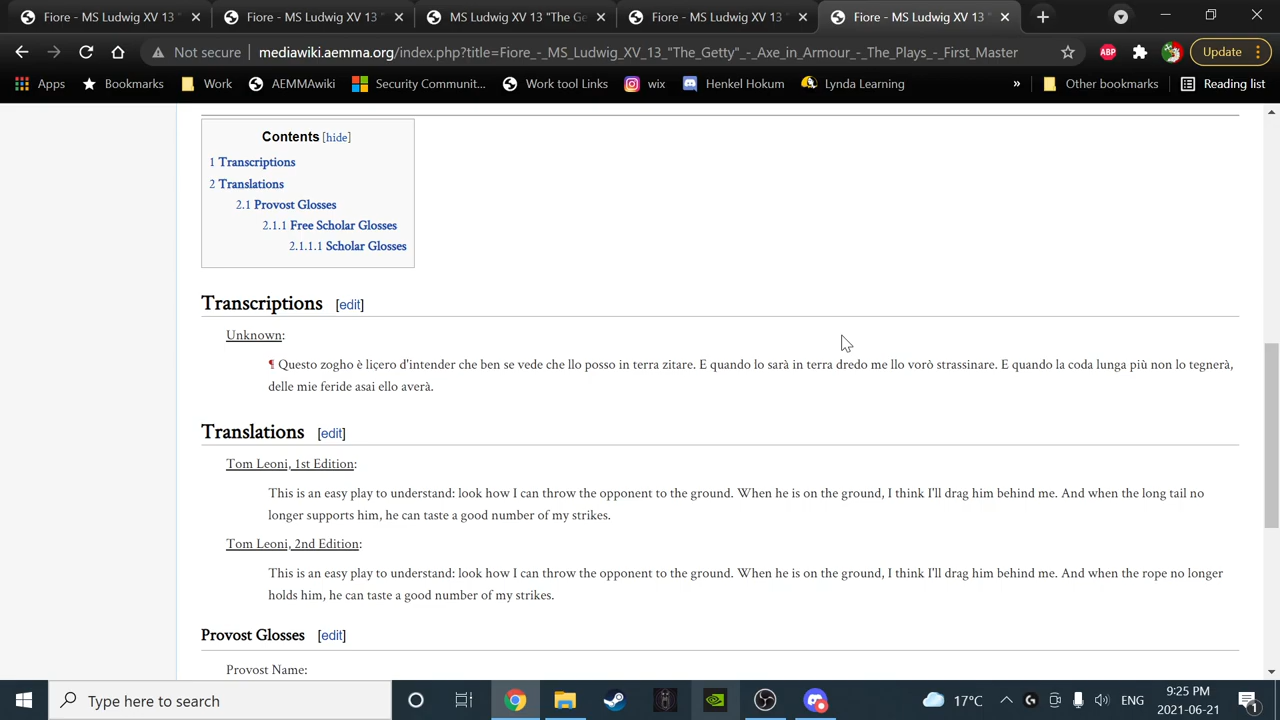 Fiore - MS Ludwig XV 13 "
Fiore - MS Ludwig XV 13 "
MS Ludwig XV 13 "The Ge
Fiore - MS Ludwig XV 13 "
Fiore - MS Ludwig XV 13 "
Not secure mediawiki.aemma.org/index.php?title=Fiore_-_MS_Ludwig_XV_13_"The_Getty"_-_Axe_in_Armour_-_The_Plays_-_First_Master ABP Update
Apps Bookmarks Work AEMMAwiki Security Communit... Work tool Links wix Henkel Hokum Lynda Learning » Other bookmarks Reading list
Contents [hide]
1 Transcriptions
2 Translations
2.1 Provost Glosses
2.1.1 Free Scholar Glosses
2.1.1.1 Scholar Glosses
Transcriptions [edit]
Unknown:
¶ Questo zogho è liçero d'intender che ben se vede che llo posso in terra zitare. E quando lo sarà in terra dredo me llo vorò strassinare. E quando la coda lunga più non lo tegnerà,
delle mie feride asai ello averà.
Translations [edit]
Tom Leoni, 1st Edition:
This is an easy play to understand: look how I can throw the opponent to the ground. When he is on the ground, I think I'll drag him behind me. And when the long tail no
longer supports him, he can taste a good number of my strikes.
Tom Leoni, 2nd Edition:
This is an easy play to understand: look how I can throw the opponent to the ground. When he is on the ground, I think I'll drag him behind me. And when the rope no longer
holds him, he can taste a good number of my strikes.
Provost Glosses [edit]
Provost Name:
Type here to search
17°C
ENG
9:25 PM
2021-06-21
1